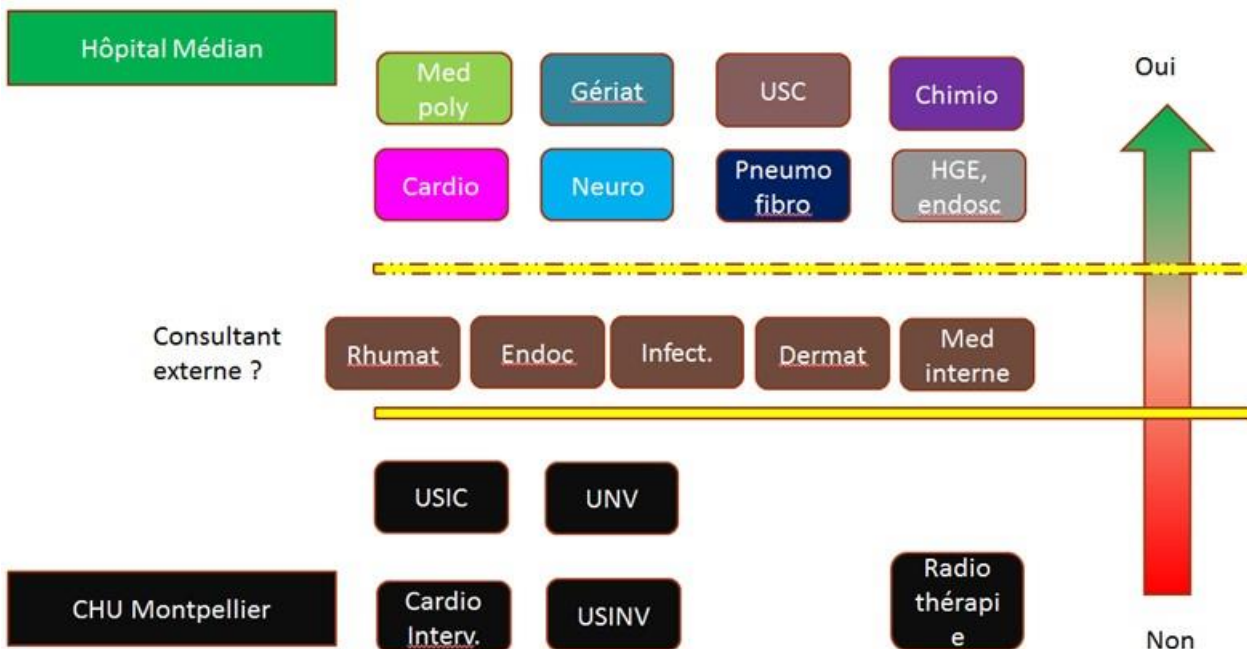 Hôpital Médian
Med
poly
Gériat
USC
Chimio
Oui
Cardio
Neuro
Pneumo
fibro
HGE,
endosc
Consultant
externe ?
Rhumat
Endoc
Infect.
Dermat
Med
interne
USIC
UNV
CHU Montpellier
Cardio
Interv.
USINV
Radio
thérapi
e
Non